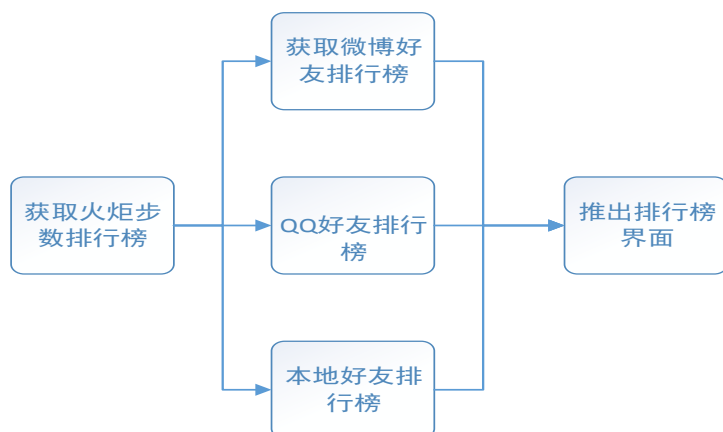 获取微博好
友排行榜
获取火炬步
数排行榜
QQ好友排行
榜
推出排行榜
界面
本地好友排
行榜